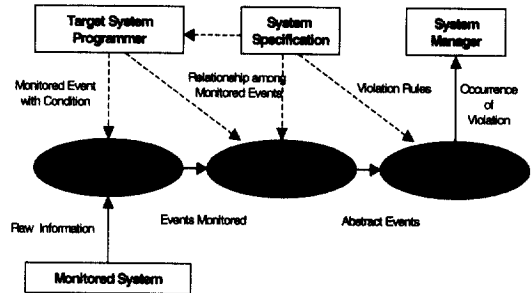 Target System
Programmer
System
Specification
System
Manager
Monitored Event
with Condition
Relationship among
Monitored Events
Violation Rules
Occurrence
of
Violation
Events Monitored
Abstract Events
Raw Information
Monitored System